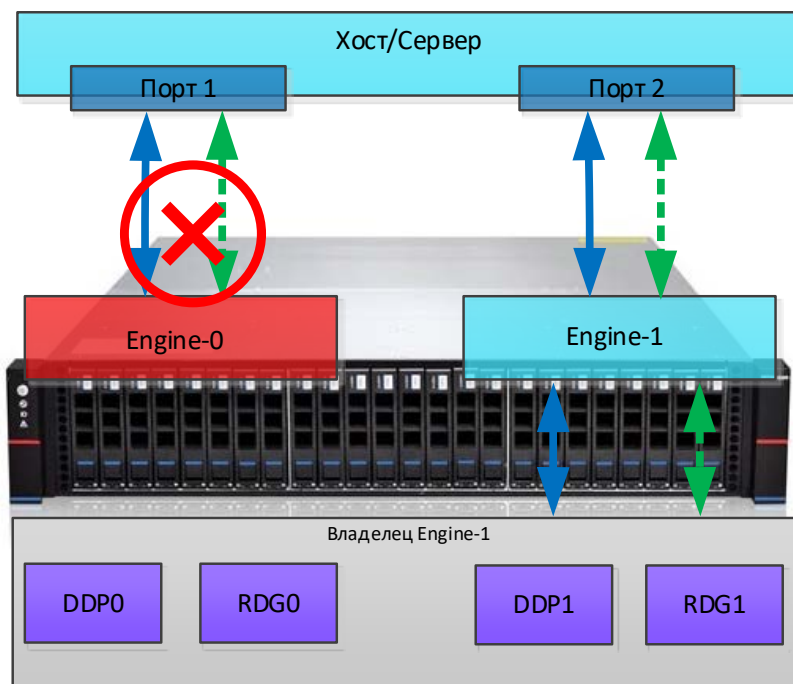 Хост/Сервер
Порт 1
Порт 2
Engine-0
Engine-1
Владелец Engine-1
DDP0
RDG0
DDP1
RDG1